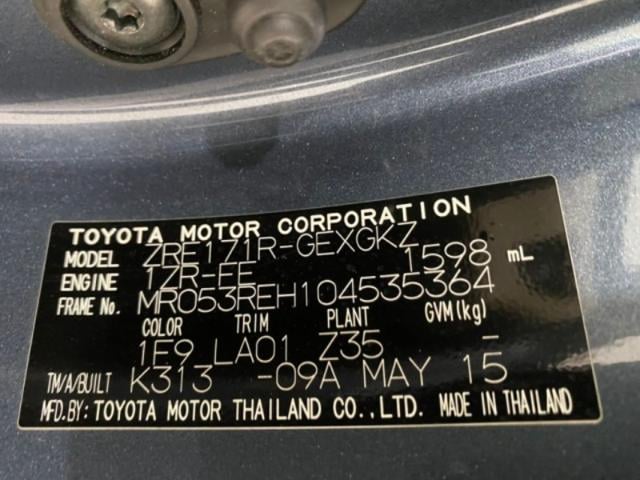 TOYOTA MOTOR CORPORATION
MODEL ZRE171R-GEXGKZ
ENGINE 1ZR-FE 1598 mL
FRAME No. MR053REH104535364
COLOR TRIM PLANT GVM(kg)
1E9 LA01 Z35 -
TM/A/BUILT K313 -09A MAY 15
MFD.BY: TOYOTA MOTOR THAILAND CO.,LTD. MADE IN THAILAND